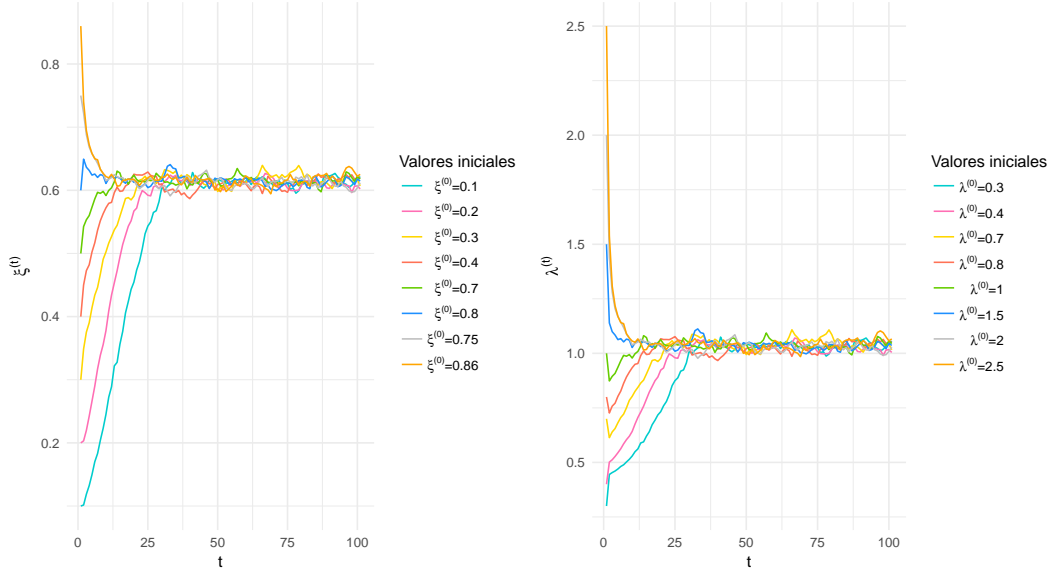 0.8
0.6
0.4
0.2
ξ(t)
0
25
50
75
100
t
Valores iniciales
ξ(0)=0.1
ξ(0)=0.2
ξ(0)=0.3
ξ(0)=0.4
ξ(0)=0.7
ξ(0)=0.8
ξ(0)=0.75
ξ(0)=0.86
2.5
2.0
1.5
1.0
0.5
λ(t)
0
25
50
75
100
t
Valores iniciales
λ(0)=0.3
λ(0)=0.4
λ(0)=0.7
λ(0)=0.8
λ(0)=1
λ(0)=1.5
λ(0)=2
λ(0)=2.5